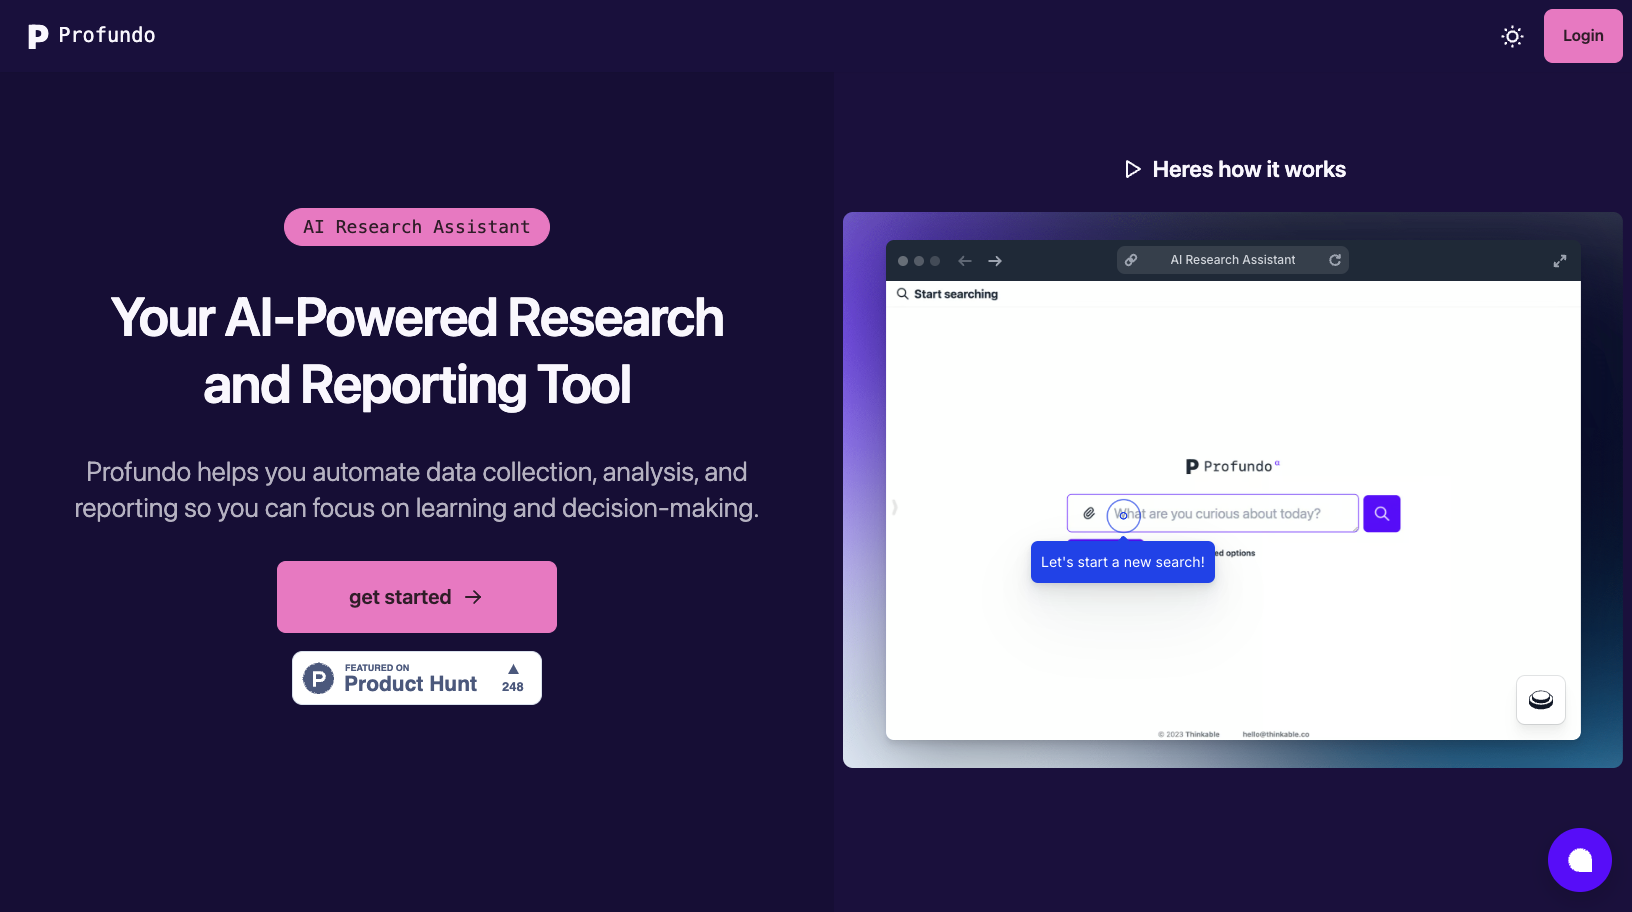 Profundo
Login
AI Research Assistant
Your AI-Powered Research
and Reporting Tool
Profundo helps you automate data collection, analysis, and
reporting so you can focus on learning and decision-making.
get started
FEATURED ON
Product Hunt
248
Heres how it works
AI Research Assistant
Start searching
Profundo α
What are you curious about today?
Let's start a new search!
options
© 2023 Thinkable hello@thinkable.co